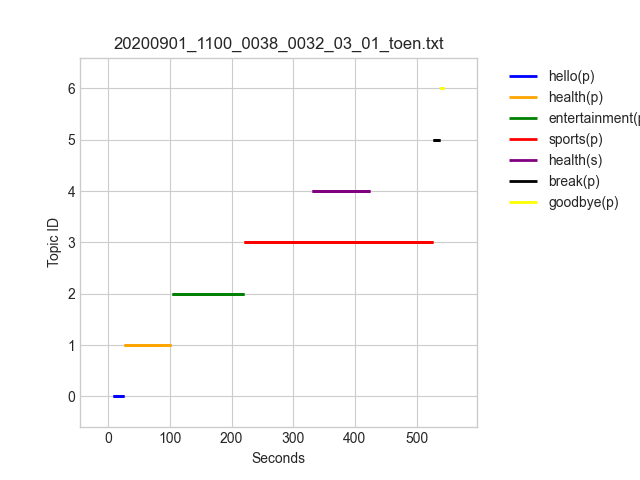 20200901_1100_0038_0032_03_01_toen.txt
6
5
4
3
2
1
0
Topic ID
0 100 200 300 400 500
Seconds
hello(p)
health(p)
entertainment(p
sports(p)
health(s)
break(p)
goodbye(p)